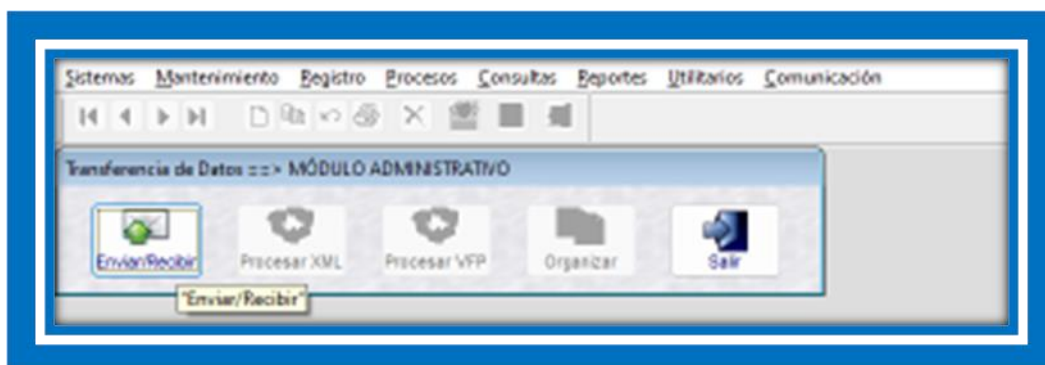 Sistemas Mantenimiento Registro Procesos Consultas Reportes Utilitarios Comunicación
Transferencia de Datos ::> MÓDULO ADMINISTRATIVO
Enviar/Recibir Procesar XML Procesar VFP Organizar Salir
"Enviar/Recibir"